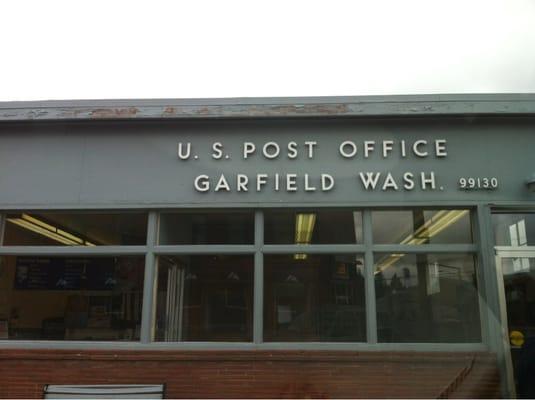 U. S. POST OFFICE
GARFIELD WASH. 99130